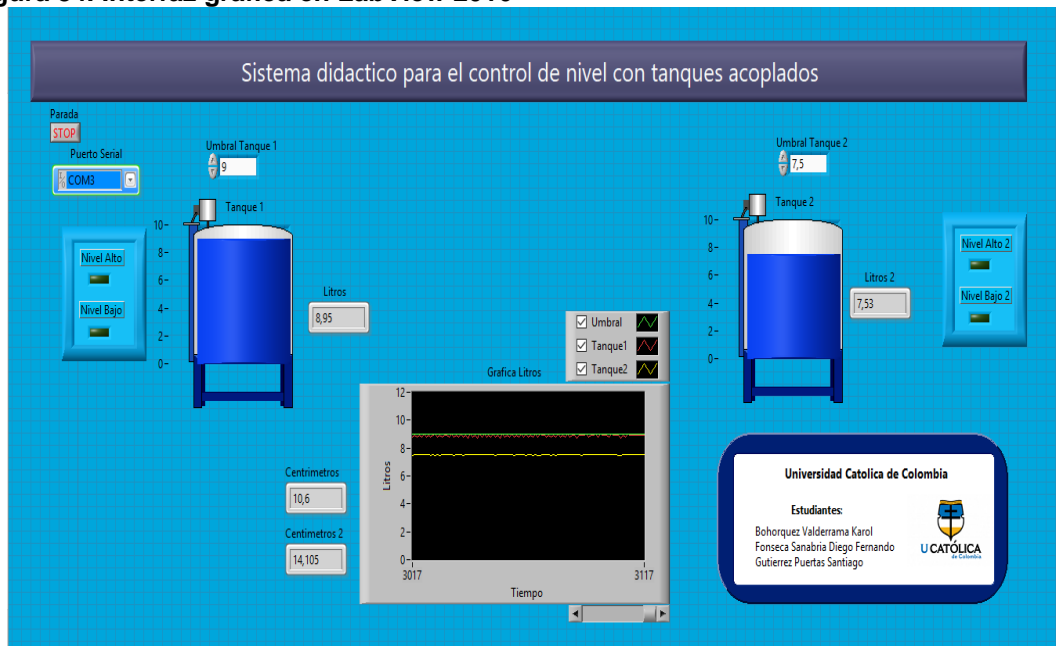 Sistema didactico para el control de nivel con tanques acoplados
Parada
STOP
Puerto Serial
COM3
Umbral Tanque 1
9
Umbral Tanque 2
7,5
Tanque 1
10
8
6
4
2
0
Nivel Alto
Nivel Bajo
Litros
8,95
Tanque 2
10
8
6
4
2
0
Litros 2
7,53
Nivel Alto 2
Nivel Bajo 2
Umbral
Tanque1
Tanque2
Grafica Litros
12
10
8
6
4
2
0
Litros
3017
3117
Tiempo
Centrimetros
10,6
Centimetros 2
14,105
Universidad Catolica de Colombia
Estudiantes:
Bohorquez Valderrama Karol
Fonseca Sanabria Diego Fernando
Gutierrez Puertas Santiago
U CATÓLICA
de Colombia